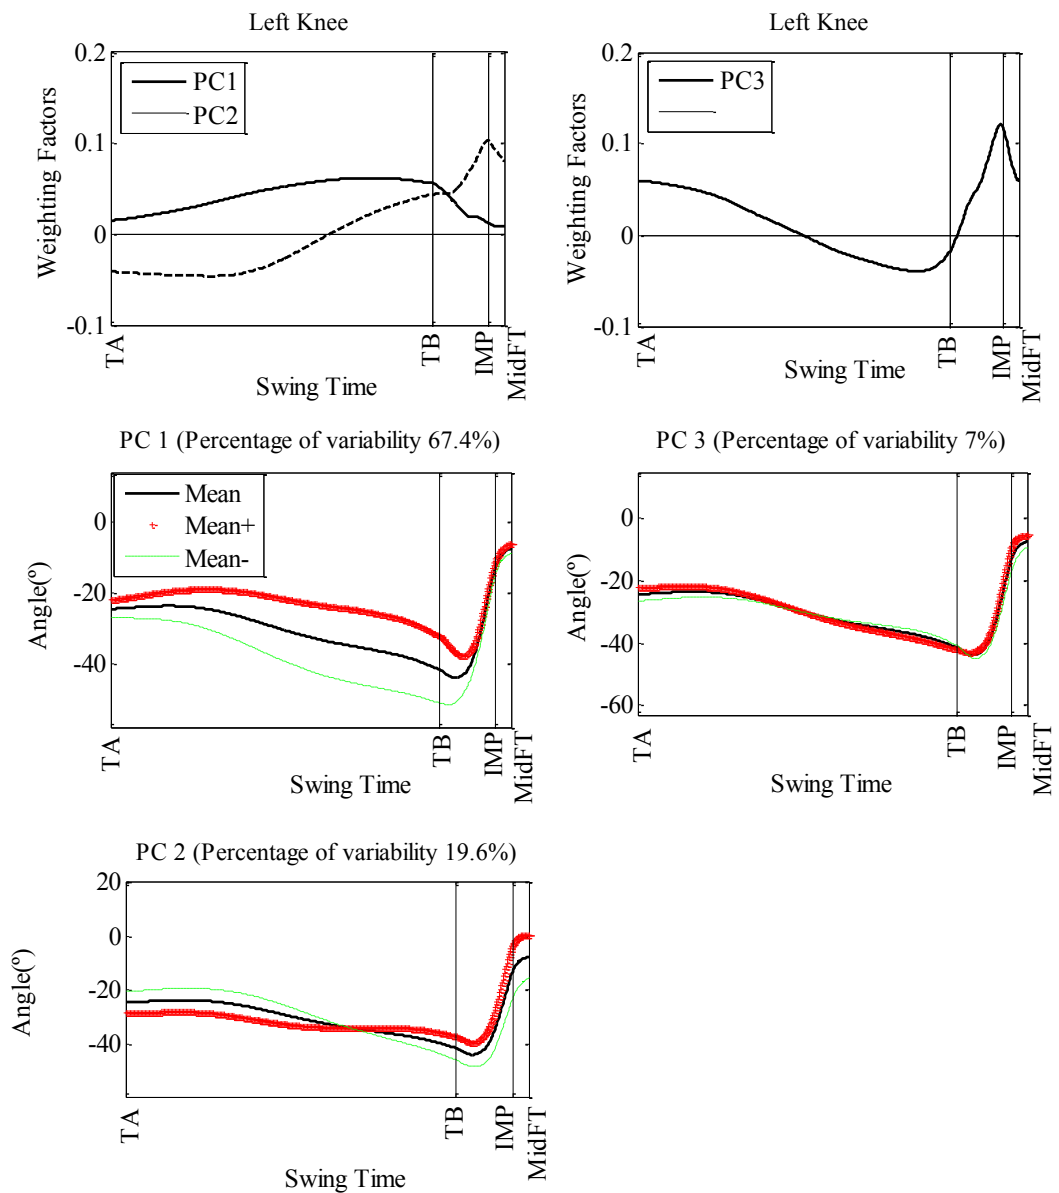 Left Knee
0.2
0.1
0
-0.1
Weighting Factors
PC1
PC2
TA
TB
IMP
MidFT
Swing Time
Left Knee
0.2
0.1
0
-0.1
Weighting Factors
PC3
TA
TB
IMP
MidFT
Swing Time
PC 1 (Percentage of variability 67.4%)
0
-20
-40
Angle(º)
Mean
Mean+
Mean-
TA
TB
IMP
MidFT
Swing Time
PC 3 (Percentage of variability 7%)
0
-20
-40
-60
Angle(º)
TA
TB
IMP
MidFT
Swing Time
PC 2 (Percentage of variability 19.6%)
20
0
-20
-40
Angle(º)
TA
TB
IMP
MidFT
Swing Time